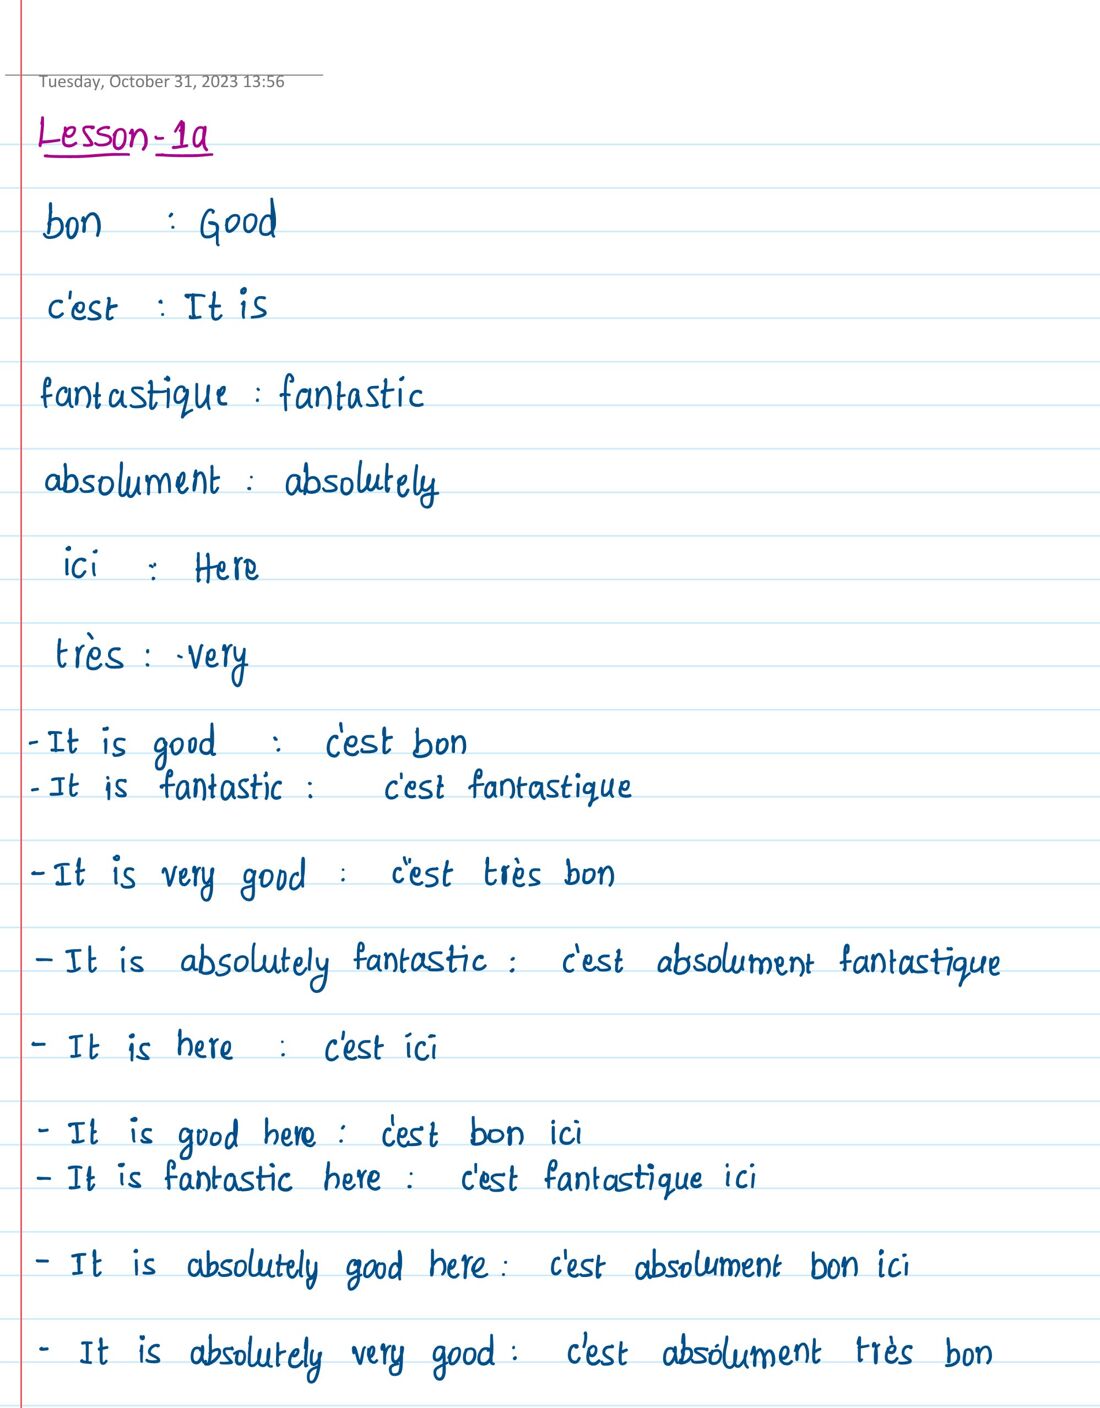 Tuesday, October 31, 2023 13:56
Lesson-1a
bon : Good
c'est : It is
fantastique : fantastic
absolument : absolutely
ici : Here
très : very
- It is good : c'est bon
- It is fantastic : c'est fantastique
- It is very good : c'est très bon
- It is absolutely fantastic : c'est absolument fantastique
- It is here : c'est ici
- It is good here : c'est bon ici
- It is fantastic here : c'est fantastique ici
- It is absolutely good here : c'est absolument bon ici
- It is absolutely very good : c'est absolument très bon